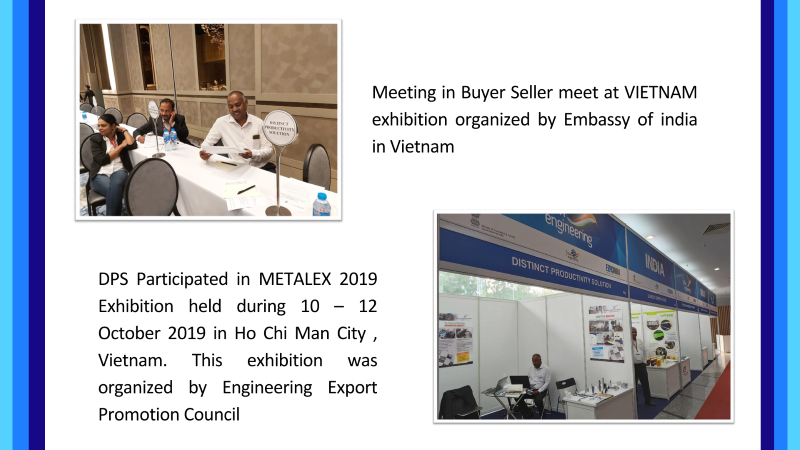 Meeting in Buyer Seller meet at VIETNAM
exhibition organized by Embassy of india
in Vietnam
DISTINCT
PRODUCTIVITY
SOLUTION
DPS Participated in METALEX 2019
Exhibition held during 10 – 12
October 2019 in Ho Chi Man City ,
Vietnam. This exhibition was
organized by Engineering Export
Promotion Council
engineering
DISTINCT PRODUCTIVITY SOLUTION
INDIA